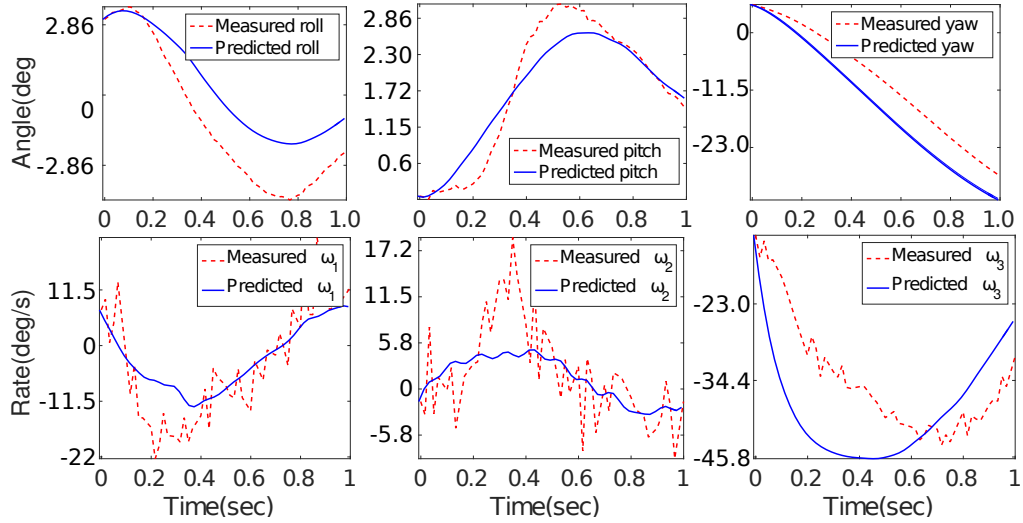 Angle(deg
2.86
0
-2.86
Measured roll
Predicted roll
0 0.2 0.4 0.6 0.8 1.0
2.86
2.30
1.72
1.15
0.6
Measured pitch
Predicted pitch
0 0.2 0.4 0.6 0.8 1
0
-11.5
-23.0
Measured yaw
Predicted yaw
0 0.2 0.4 0.6 0.8 1.0
Rate(deg/s)
11.5
0
-11.5
-22
Measured ω1
Predicted ω1
0 0.2 0.4 0.6 0.8 1
Time(sec)
17.2
11.5
5.8
0
-5.8
Measured ω2
Predicted ω2
0 0.2 0.4 0.6 0.8 1
Time(sec)
-23.0
-34.4
-45.8
Measured ω3
Predicted ω3
0 0.2 0.4 0.6 0.8 1
Time(sec)